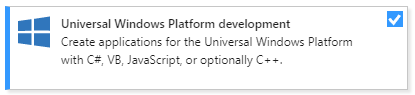 Universal Windows Platform development
Create applications for the Universal Windows Platform
with C#, VB, JavaScript, or optionally C++.